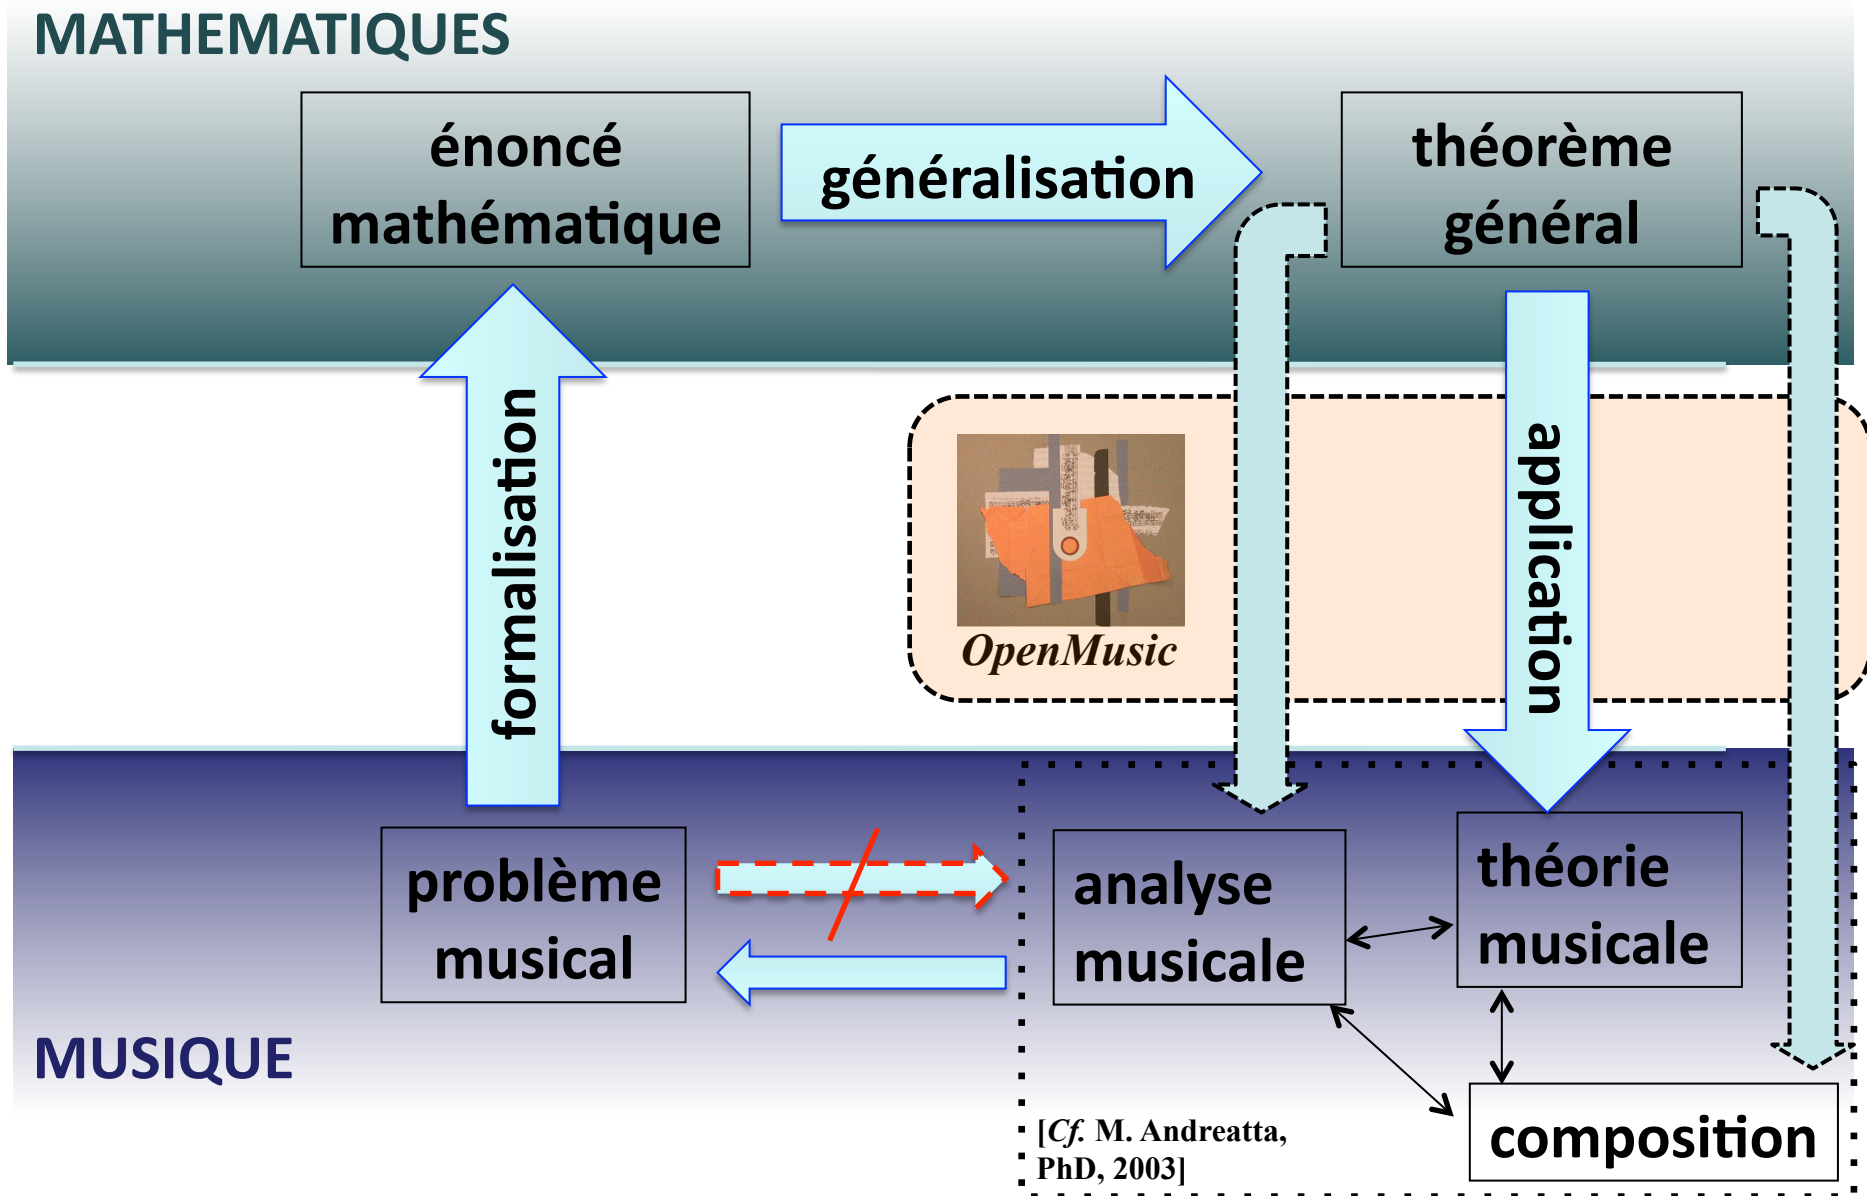 MATHEMATIQUES
énoncé
mathématique
généralisation
théorème
général
formalisation
OpenMusic
application
problème
musical
analyse
musicale
théorie
musicale
MUSIQUE
composition
[Cf. M. Andreatta,
PhD, 2003]